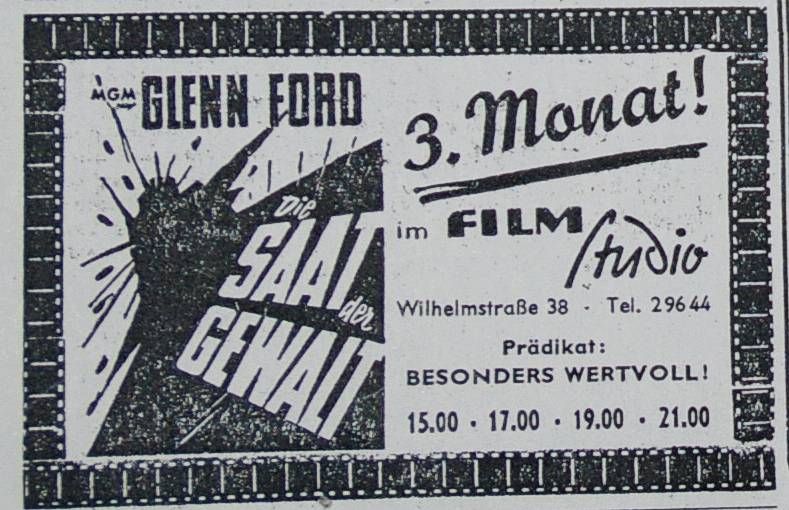 MGM GLENN FORD
Die
SAAT
der
GEWALT
3. Monat!
im FILM
Studio
Wilhelmstraße 38 - Tel. 29644
Prädikat:
BESONDERS WERTVOLL!
15.00 · 17.00 · 19.00 · 21.00